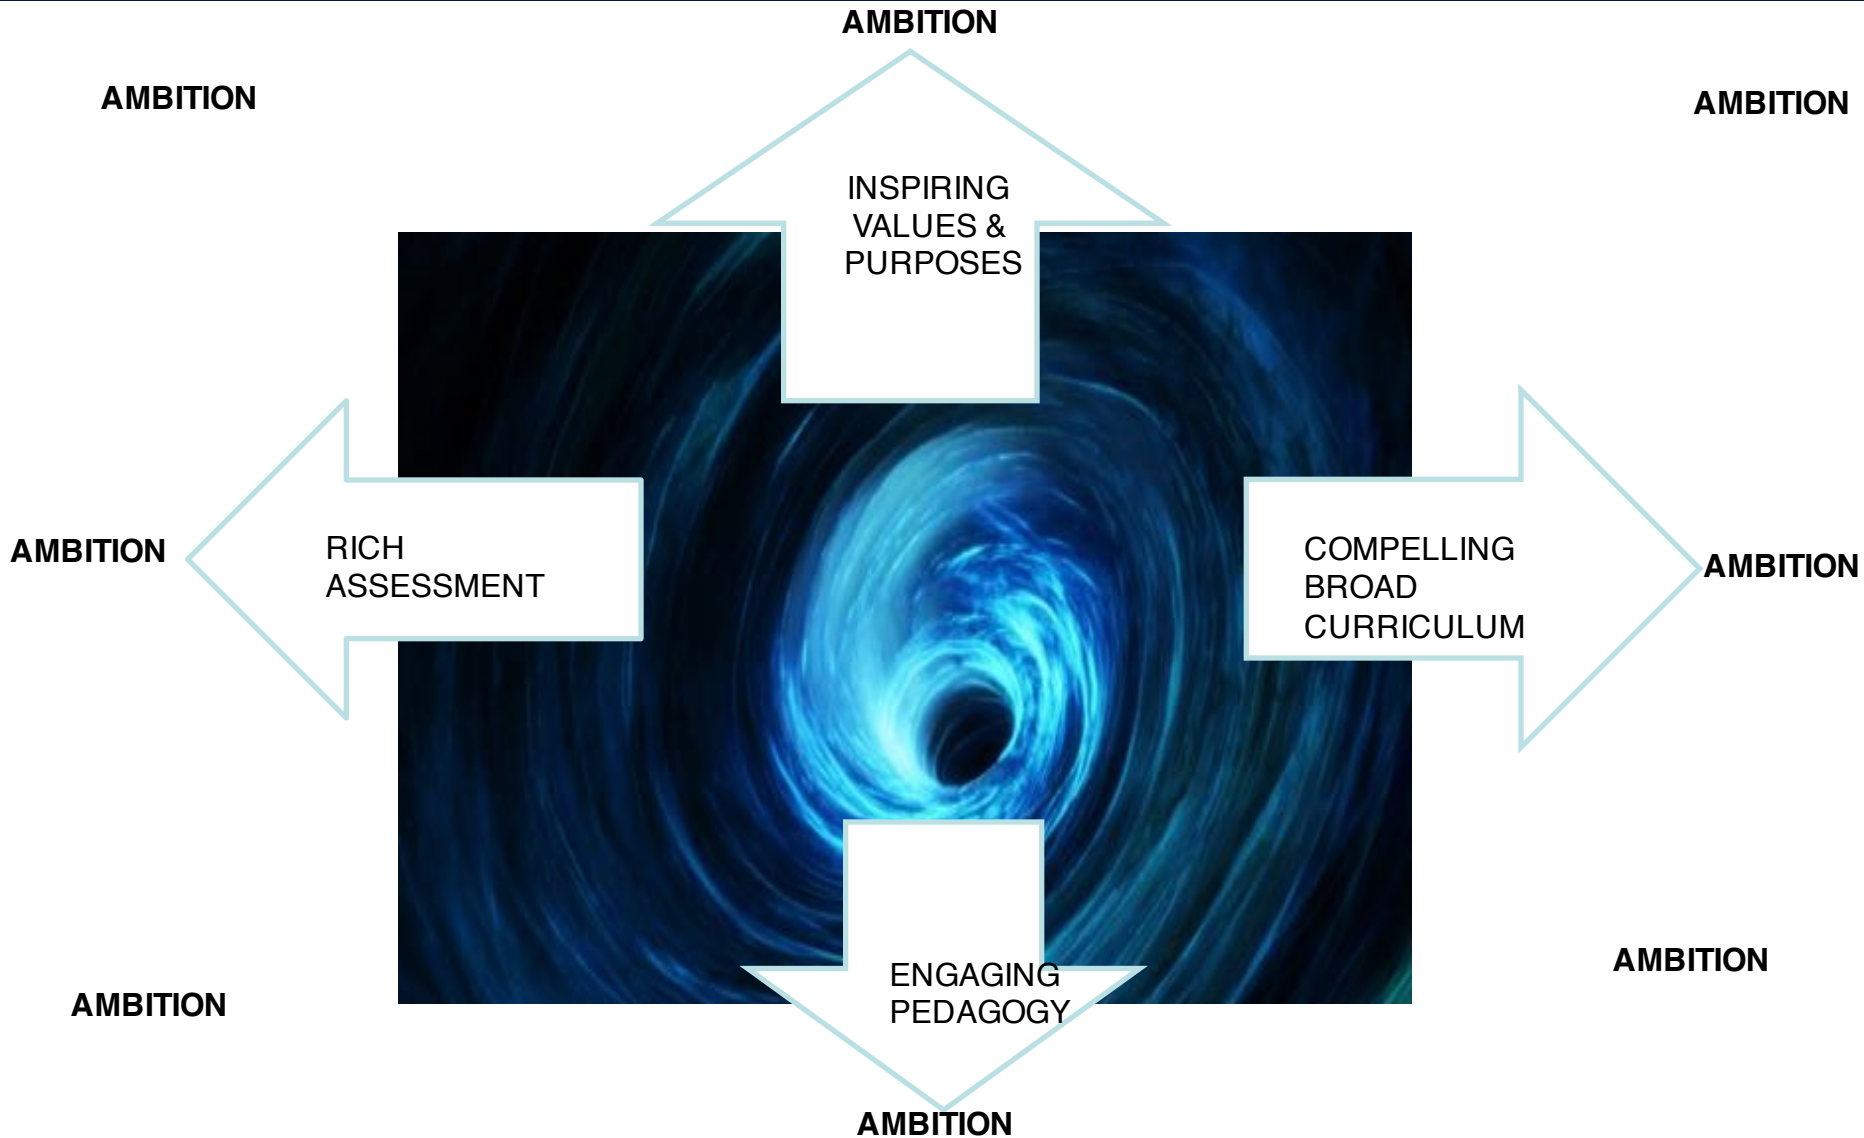 AMBITION
AMBITION
AMBITION
INSPIRING
VALUES &
PURPOSES
AMBITION
RICH
ASSESSMENT
COMPELLING
BROAD
CURRICULUM
AMBITION
ENGAGING
PEDAGOGY
AMBITION
AMBITION
AMBITION